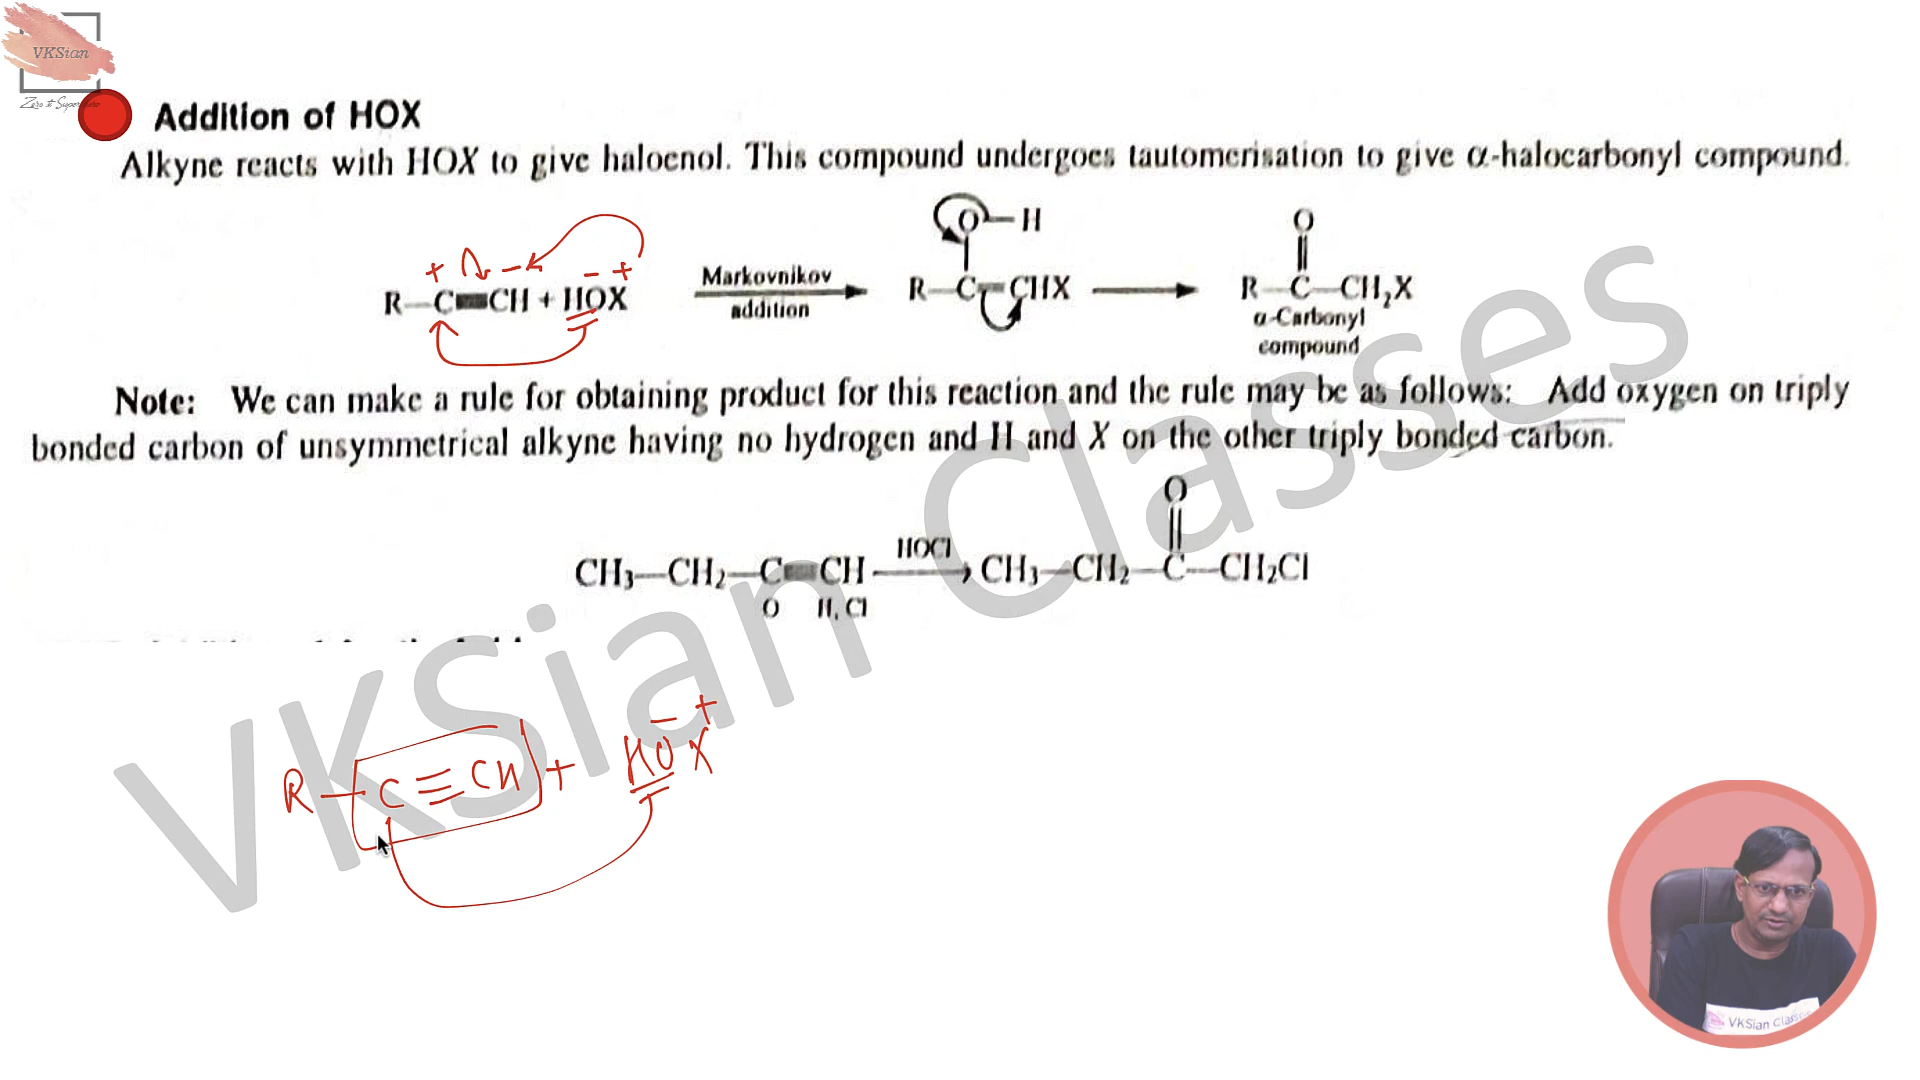 VKSian
Zero to Superhero
Addition of HOX
Alkyne reacts with HOX to give haloenol. This compound undergoes tautomerisation to give α-halocarbonyl compound.
O—H
O
+ − − +
R—C≡CH + HOX
Markovnikov
addition
R—C=CHX
R—C—CH₂X
α-Carbonyl
compound
Note: We can make a rule for obtaining product for this reaction and the rule may be as follows: Add oxygen on triply
bonded carbon of unsymmetrical alkyne having no hydrogen and H and X on the other triply bonded carbon.
O
CH₃—CH₂—C≡CH HOCl CH₃—CH₂—C—CH₂Cl
O H, Cl
− +
R—C≡CH + HOX
VKSian Classes
VKSian Classes